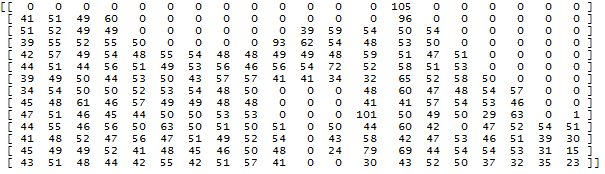 [[ 0 0 0 0 0 0 0 0 0 0 0 0 0 105 0 0 0 0 0 0 ]
[ 41 51 49 60 0 0 0 0 0 0 0 0 0 96 0 0 0 0 0 0 ]
[ 51 52 49 49 0 0 0 0 0 0 39 59 54 50 54 0 0 0 0 0 ]
[ 39 55 52 55 50 0 0 0 0 93 62 54 48 53 50 0 0 0 0 0 ]
[ 42 57 49 54 48 55 54 48 48 49 49 48 59 51 47 51 0 0 0 0 ]
[ 44 51 44 56 51 49 53 56 46 56 54 72 52 58 51 53 0 0 0 0 ]
[ 39 49 50 44 53 50 43 57 57 41 41 34 32 65 52 58 50 0 0 0 ]
[ 34 54 50 50 52 50 53 48 50 0 0 0 48 60 47 48 54 57 0 0 ]
[ 45 48 61 46 57 49 49 48 48 0 0 0 41 41 57 54 53 46 0 0 ]
[ 47 51 46 45 44 50 50 53 53 0 0 0 101 50 49 50 29 63 0 1 ]
[ 44 55 46 56 50 63 50 51 50 51 0 50 44 60 42 0 47 52 54 51 ]
[ 41 48 52 47 56 47 51 49 52 54 0 43 58 42 47 53 46 51 39 30 ]
[ 45 49 49 52 41 48 45 46 50 48 0 24 79 69 44 54 54 53 31 15 ]
[ 43 51 48 44 42 55 42 51 57 41 0 0 30 43 52 50 37 32 35 23 ]]